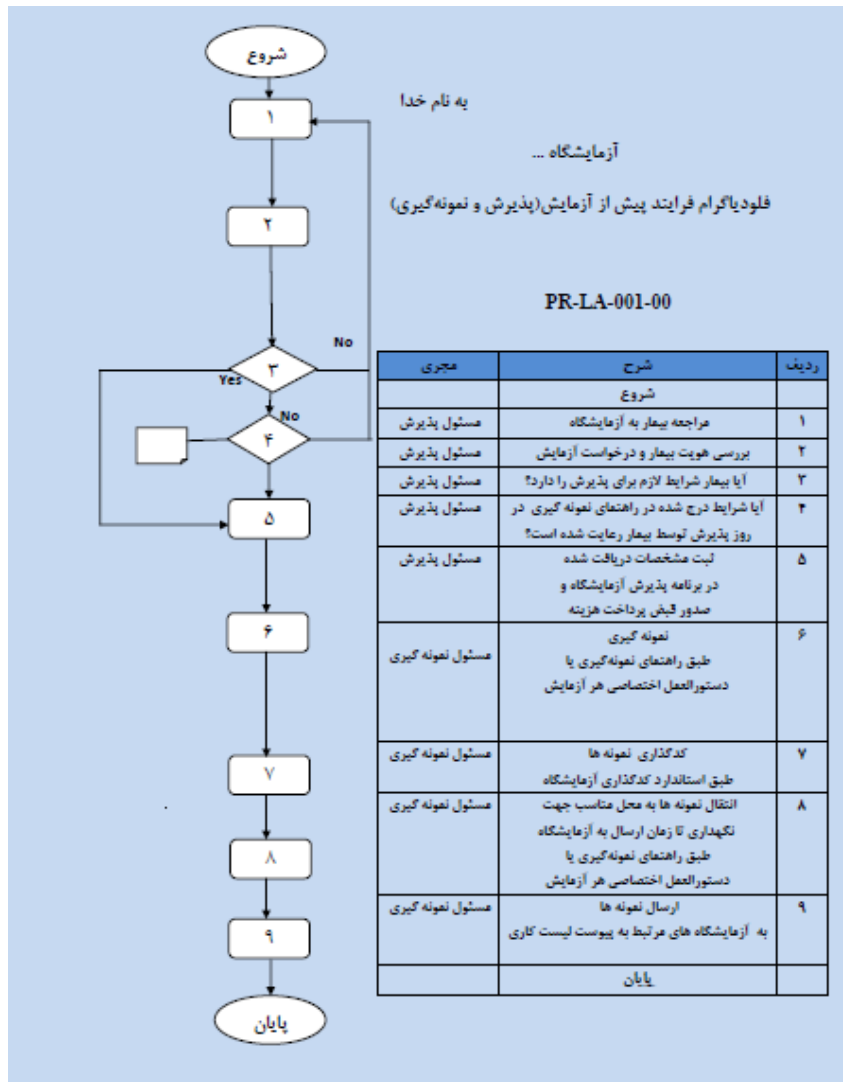 شروع
۱
۲
No
۳
Yes
No
۴
۵
۶
۷
۸
۹
پایان
به نام خدا
آزمایشگاه ...
فلودیاگرام فرایند پیش از آزمایش(پذیرش و نمونه‌گیری)
PR-LA-001-00
ردیف شرح مجری
شروع
۱ مراجعه بیمار به آزمایشگاه مسئول پذیرش
۲ بررسی هویت بیمار و درخواست آزمایش مسئول پذیرش
۳ آیا بیمار شرایط لازم برای پذیرش را دارد؟ مسئول پذیرش
۴ آیا شرایط درج شده در راهنمای نمونه گیری در مسئول پذیرش
روز پذیرش توسط بیمار رعایت شده است؟
۵ ثبت مشخصات دریافت شده مسئول پذیرش
در برنامه پذیرش آزمایشگاه و
صدور قبض پرداخت هزینه
۶ نمونه گیری
طبق راهنمای نمونه‌گیری یا مسئول نمونه گیری
دستورالعمل اختصاصی هر آزمایش
۷ کدگذاری نمونه ها مسئول نمونه گیری
طبق استاندارد کدگذاری آزمایشگاه
۸ انتقال نمونه ها به محل مناسب جهت مسئول نمونه گیری
نگهداری تا زمان ارسال به آزمایشگاه
طبق راهنمای نمونه‌گیری یا
دستورالعمل اختصاصی هر آزمایش
۹ ارسال نمونه ها مسئول نمونه گیری
به آزمایشگاه های مرتبط به پیوست لیست کاری
پایان